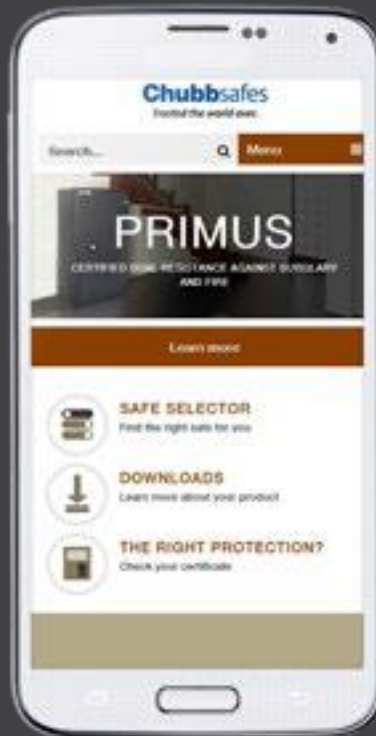 Chubbsafes
Trusted the world over.
Search...
Menu
PRIMUS
CERTIFIED DUAL RESISTANCE AGAINST BURGLARY
AND FIRE
Learn more
SAFE SELECTOR
Find the right safe for you
DOWNLOADS
Learn more about your product
THE RIGHT PROTECTION?
Check your certificate